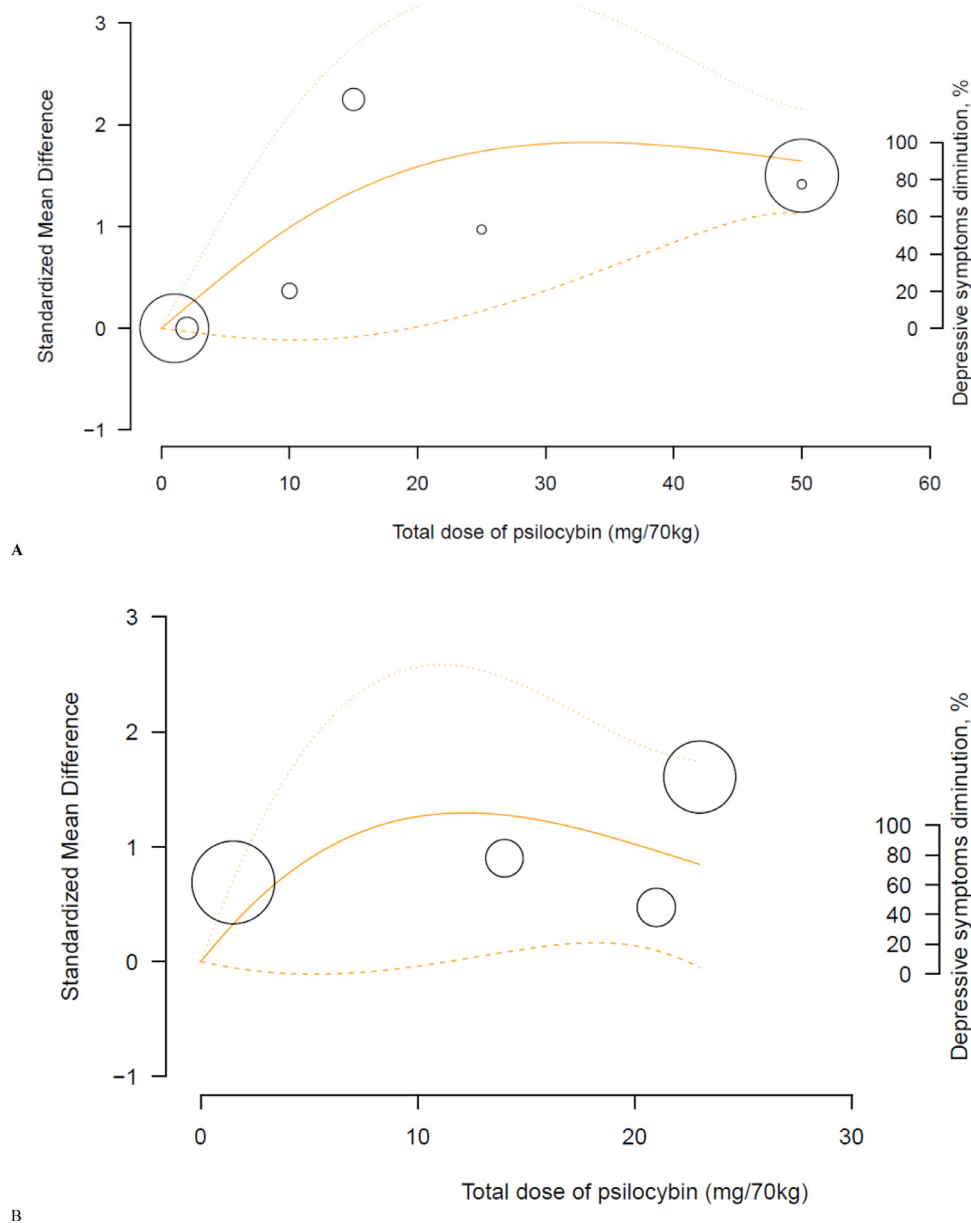 3
2
1
0
−1
Standardized Mean Difference
100
80
60
40
20
0
Depressive symptoms diminution, %
0 10 20 30 40 50 60
Total dose of psilocybin (mg/70kg)
A
3
2
1
0
−1
Standardized Mean Difference
100
80
60
40
20
0
Depressive symptoms diminution, %
0 10 20 30
Total dose of psilocybin (mg/70kg)
B